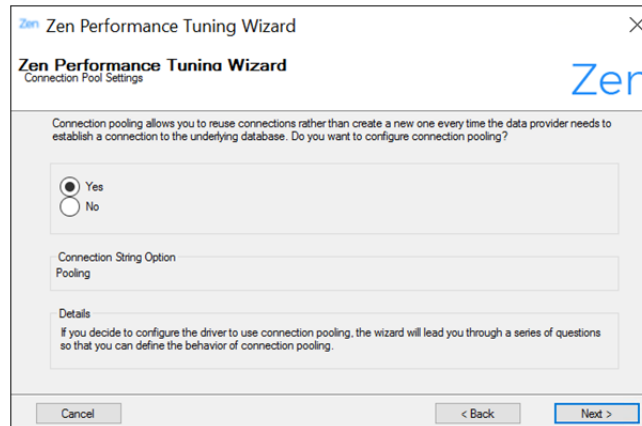 Zen Zen Performance Tuning Wizard
Zen Performance Tuning Wizard
Connection Pool Settings
Zen
Connection pooling allows you to reuse connections rather than create a new one every time the data provider needs to
establish a connection to the underlying database. Do you want to configure connection pooling?
Yes
No
Connection String Option
Pooling
Details
If you decide to configure the driver to use connection pooling, the wizard will lead you through a series of questions
so that you can define the behavior of connection pooling.
Cancel
< Back
Next >